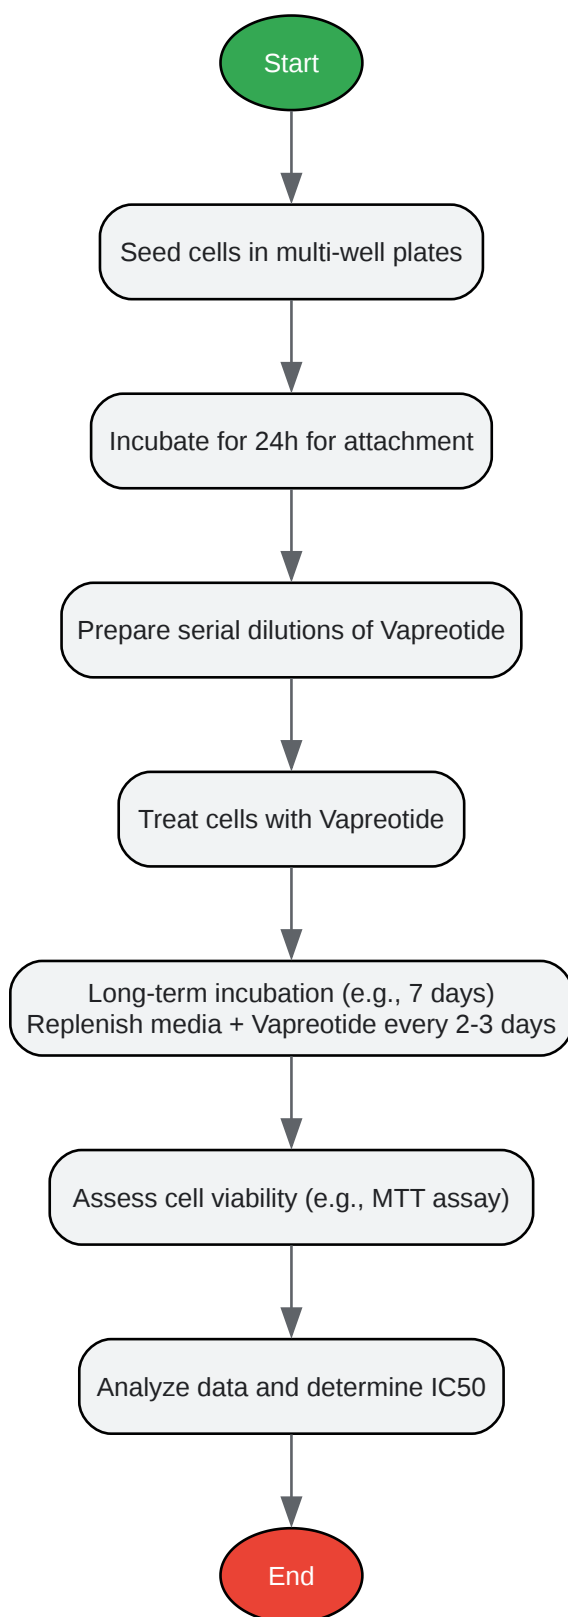 Start
Seed cells in multi-well plates
Incubate for 24h for attachment
Prepare serial dilutions of Vapreotide
Treat cells with Vapreotide
Long-term incubation (e.g., 7 days)
Replenish media + Vapreotide every 2-3 days
Assess cell viability (e.g., MTT assay)
Analyze data and determine IC50
End